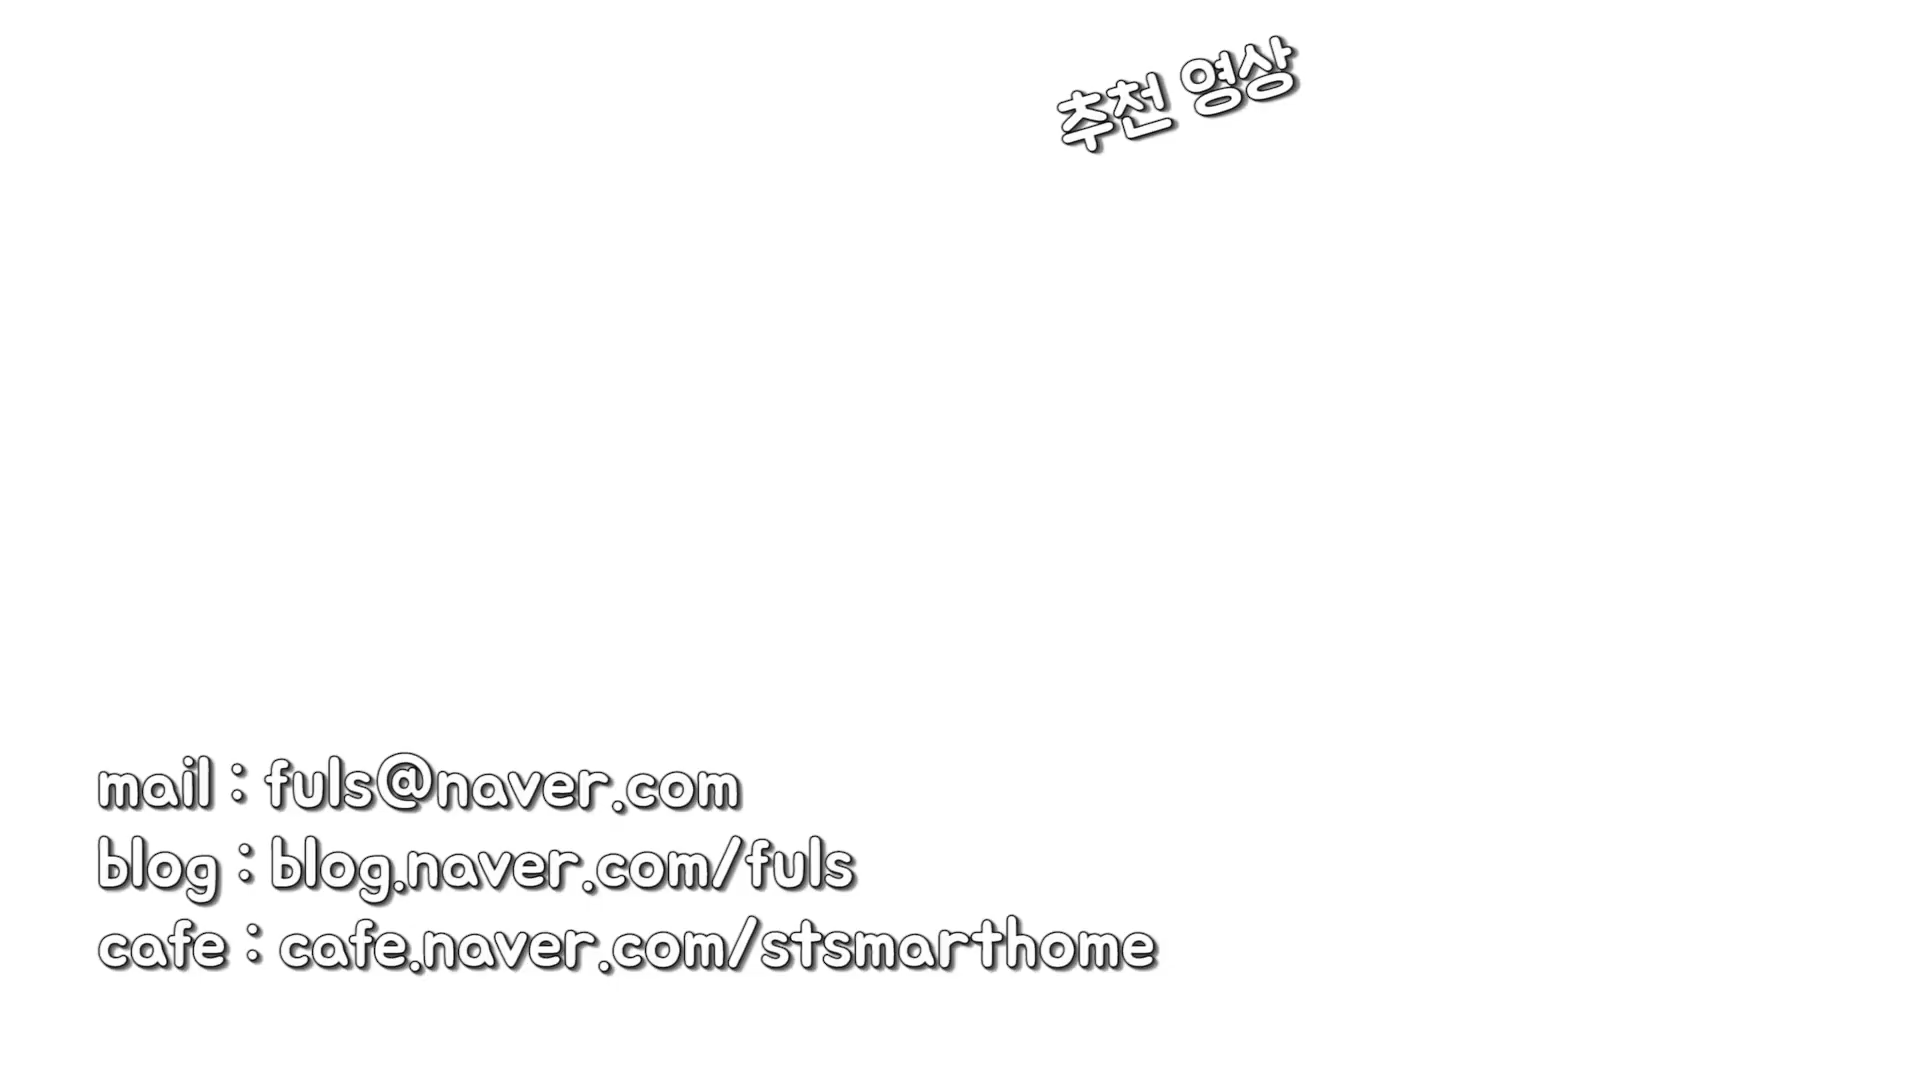 추천 영상
mail : fuls@naver.com
blog : blog.naver.com/fuls
cafe : cafe.naver.com/stsmarthome